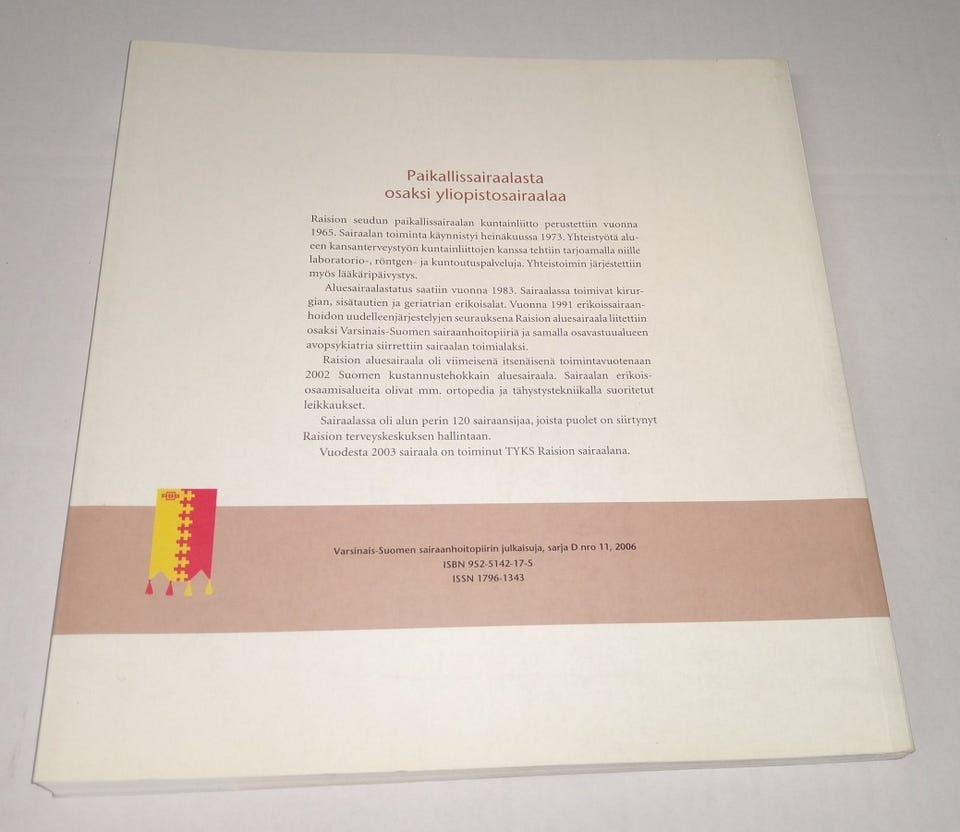 Paikallissairaalasta
osaksi yliopistosairaalaa
Raision seudun paikallissairaalan kuntainliitto perustettiin vuonna
1965. Sairaalan toiminta käynnistyi heinäkuussa 1973. Yhteistyötä alu-
een kansanterveystyön kuntainliittojen kanssa tehtiin tarjoamalla niille
laboratorio-, röntgen- ja kuntoutuspalveluja. Yhteistoimin järjestettiin
myös lääkäripäivystys.
Aluesairaalastatus saatiin vuonna 1983. Sairaalassa toimivat kirur-
gian, sisätautien ja geriatrian erikoisalat. Vuonna 1991 erikoissairaan-
hoidon uudelleenjärjestelyjen seurauksena Raision aluesairaala liitettiin
osaksi Varsinais-Suomen sairaanhoitopiiriä ja samalla osavastuualueen
avopsykiatria siirrettiin sairaalan toimialaksi.
Raision aluesairaala oli viimeisenä itsenäisenä toimintavuotenaan
2002 Suomen kustannustehokkain aluesairaala. Sairaalan erikois-
osaamisalueita olivat mm. ortopedia ja tähystystekniikalla suoritetut
leikkaukset.
Sairaalassa oli alun perin 120 sairaansijaa, joista puolet on siirtynyt
Raision terveyskeskuksen hallintaan.
Vuodesta 2003 sairaala on toiminut TYKS Raision sairaalana.
Varsinais-Suomen sairaanhoitopiirin julkaisuja, sarja D nro 11, 2006
ISBN 952-5142-17-5
ISSN 1796-1343